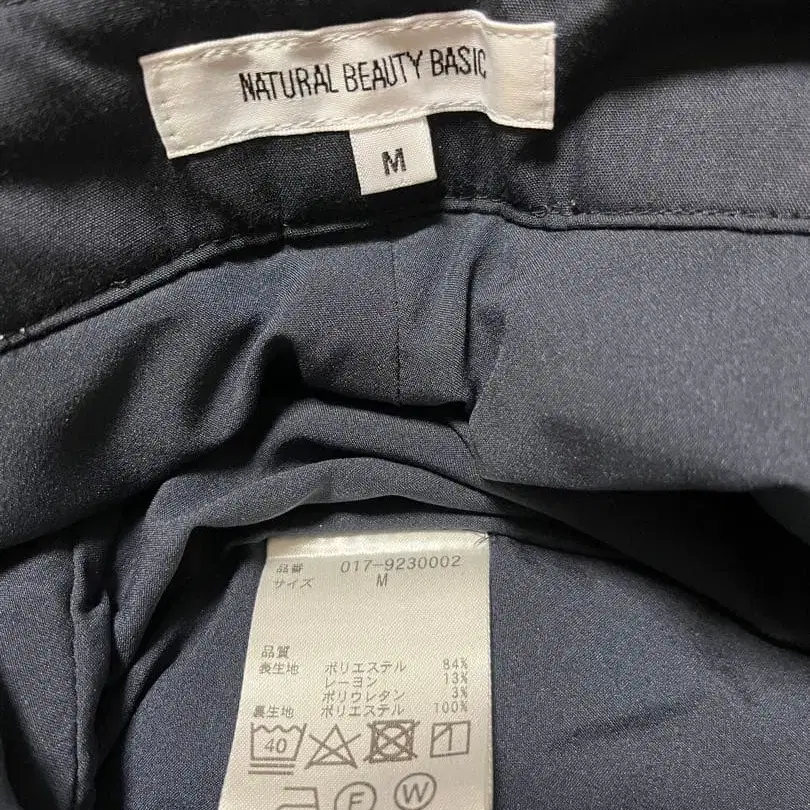 NATURAL BEAUTY BASIC
M
品番 017-9230002
サイズ M
品質
表生地 ポリエステル 84%
レーヨン 13%
ポリウレタン 3%
裏生地 ポリエステル 100%
40
F W